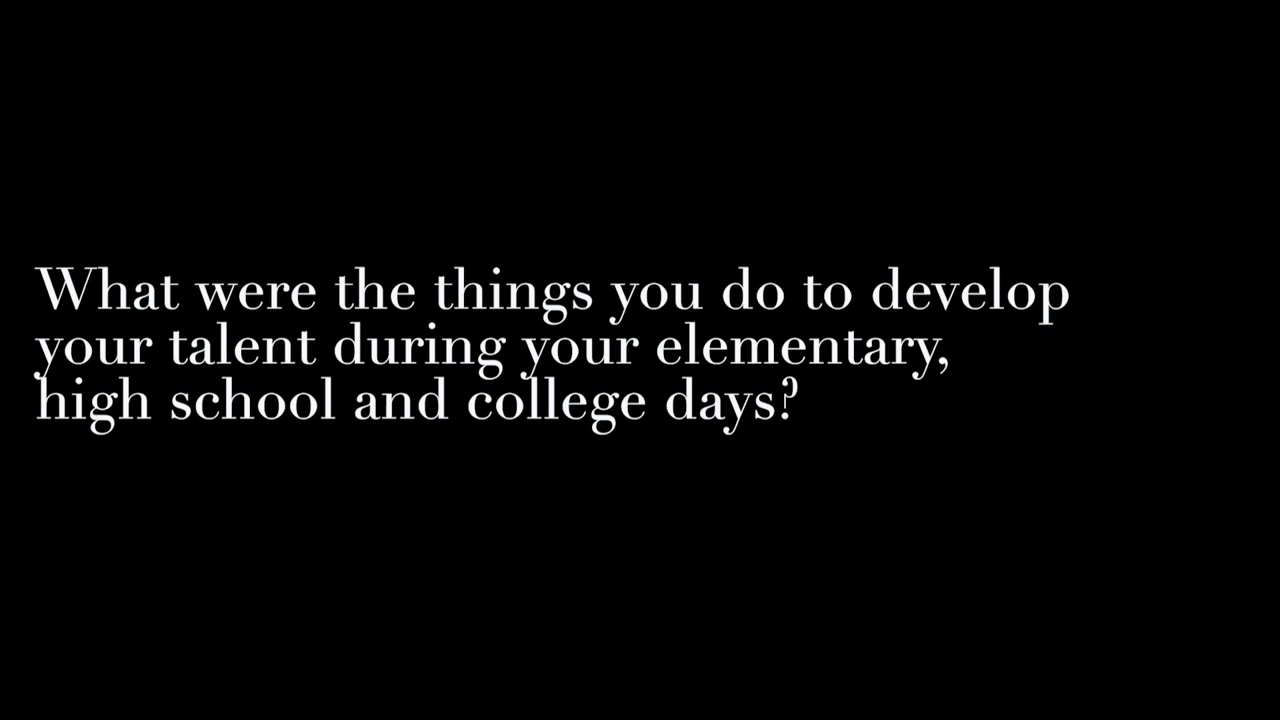 What were the things you do to develop
your talent during your elementary,
high school and college days?